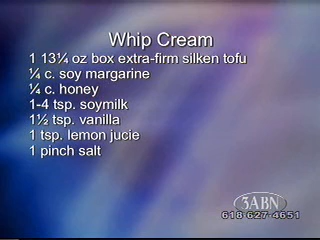 Whip Cream
1 13¼ oz box extra-firm silken tofu
¼ c. soy margarine
¼ c. honey
1-4 tsp. soymilk
1½ tsp. vanilla
1 tsp. lemon jucie
1 pinch salt
3ABN
618-627-4651